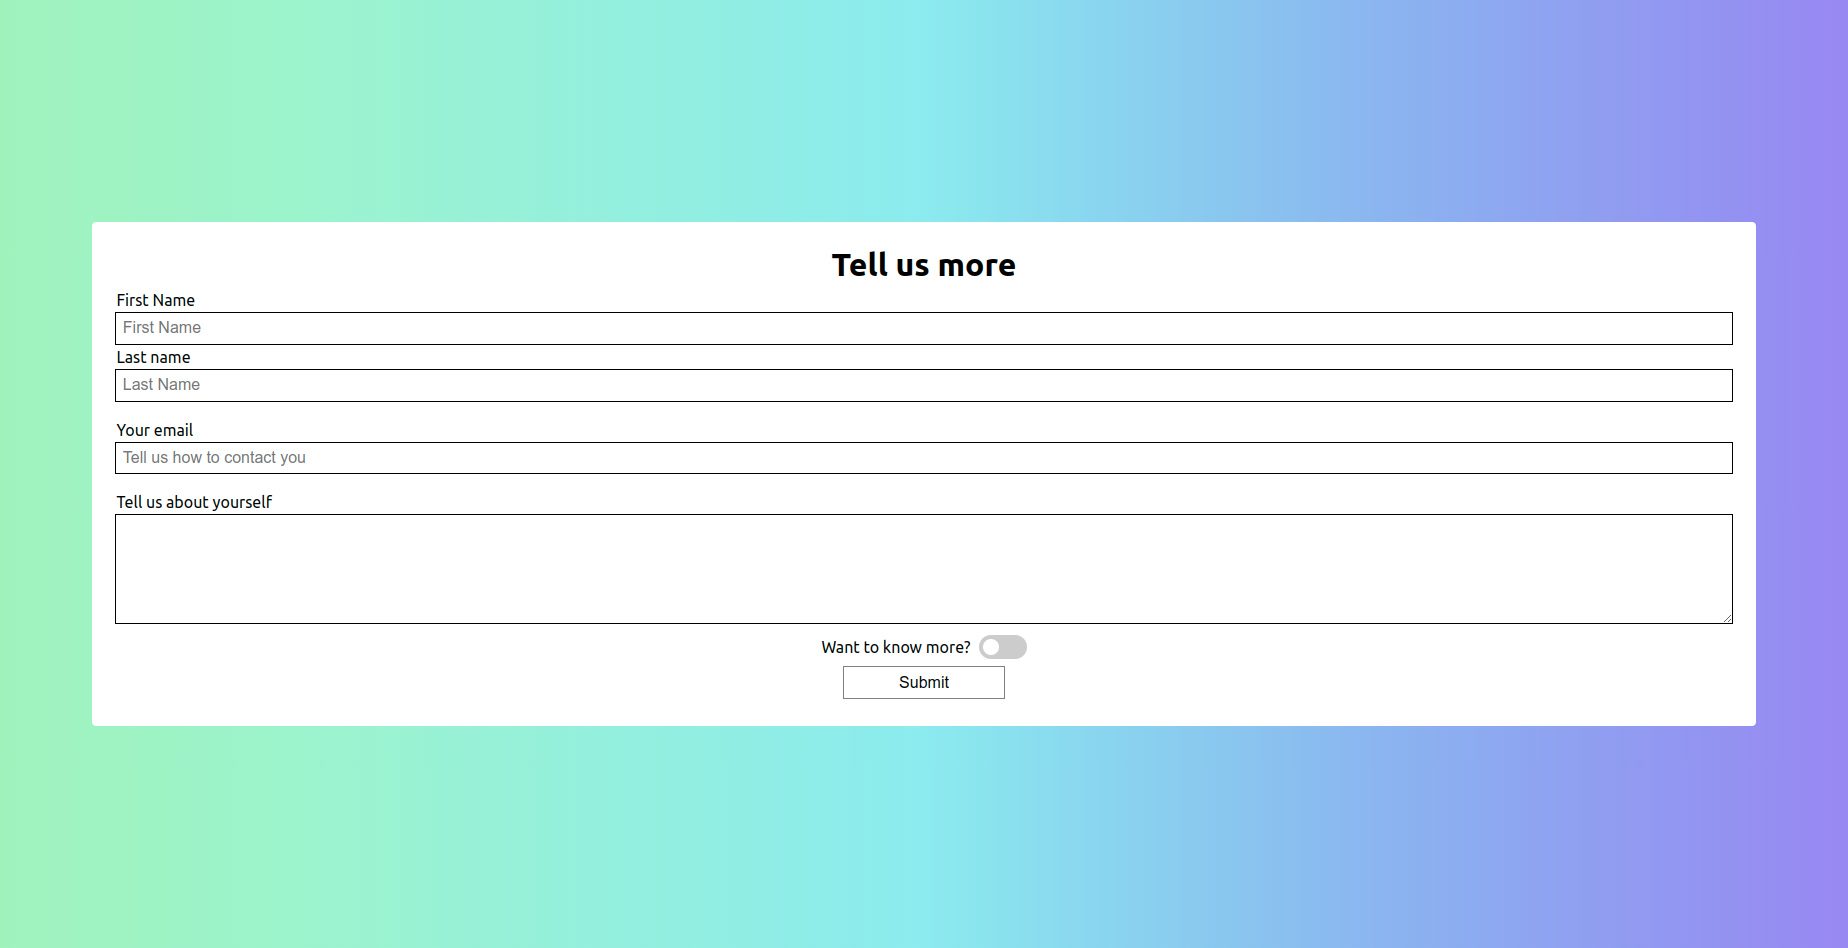 Tell us more
First Name
First Name
Last name
Last Name
Your email
Tell us how to contact you
Tell us about yourself
Want to know more?
Submit